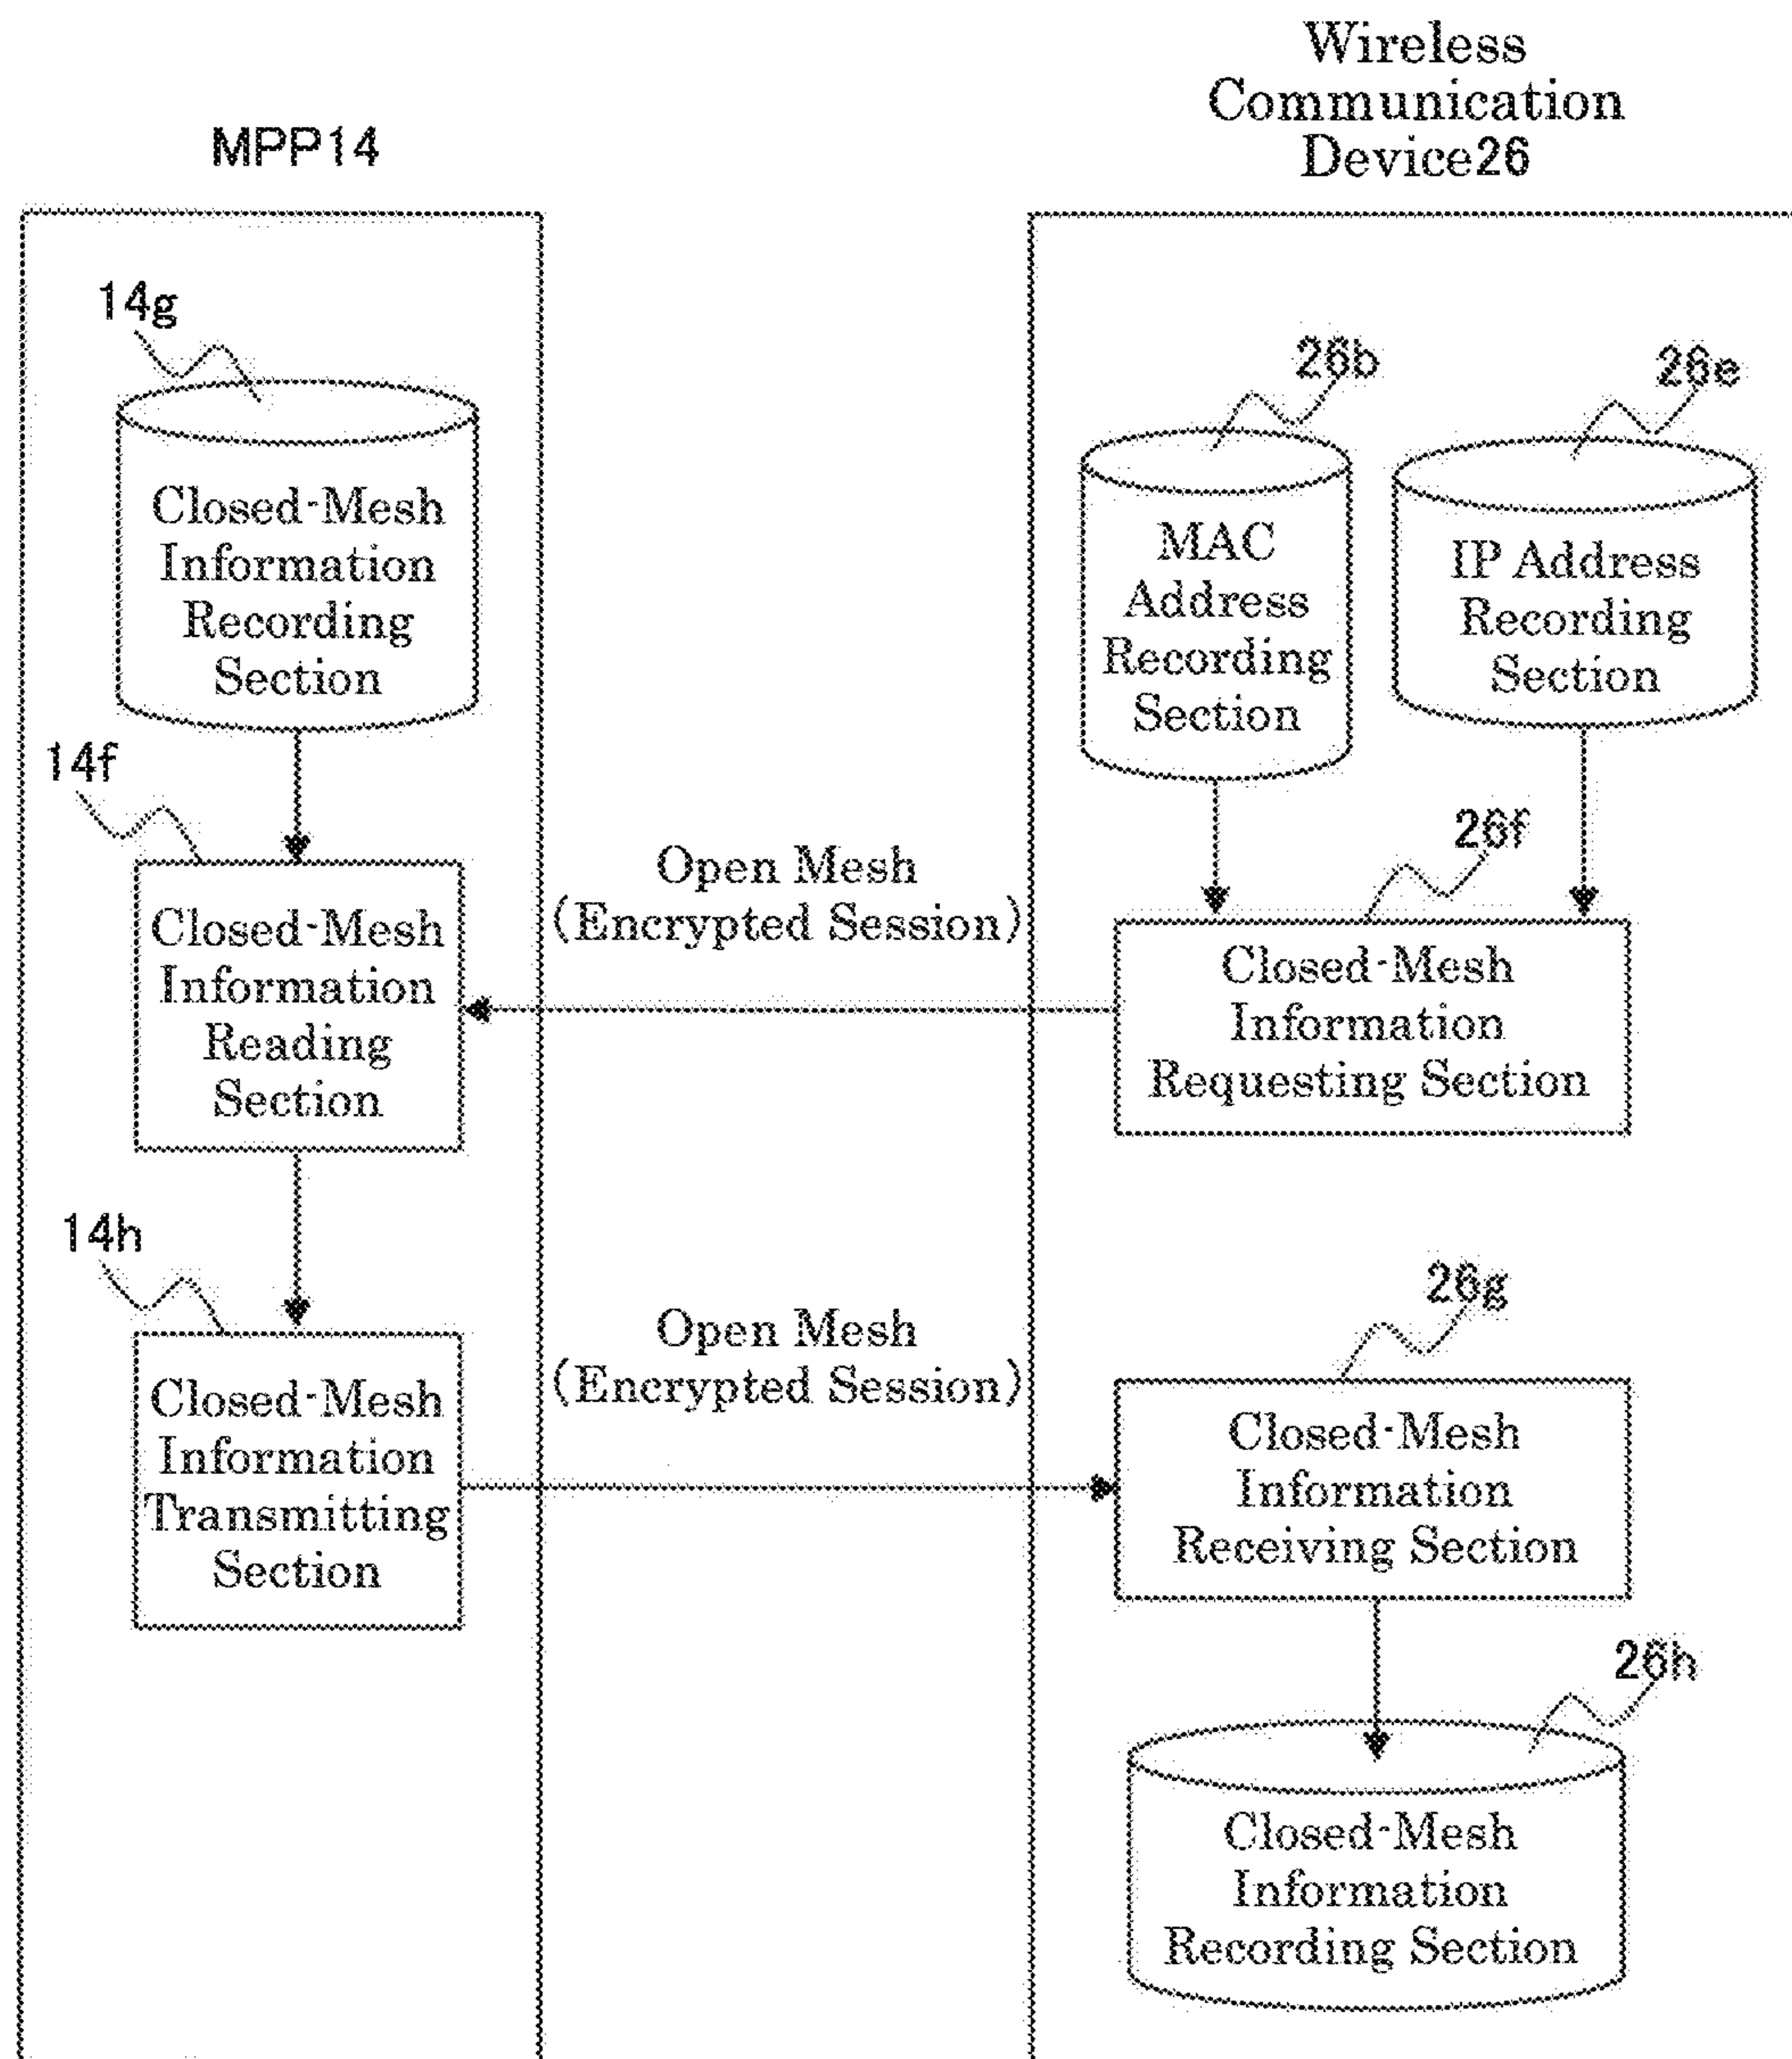 Wireless
Communication
Device26
MPP14
14g
Closed-Mesh
Information
Recording
Section
26b
MAC
Address
Recording
Section
26e
IP Address
Recording
Section
14f
Closed-Mesh
Information
Reading
Section
Open Mesh
(Encrypted Session)
26f
Closed-Mesh
Information
Requesting Section
14h
Closed-Mesh
Information
Transmitting
Section
Open Mesh
(Encrypted Session)
26g
Closed-Mesh
Information
Receiving Section
26h
Closed-Mesh
Information
Recording Section